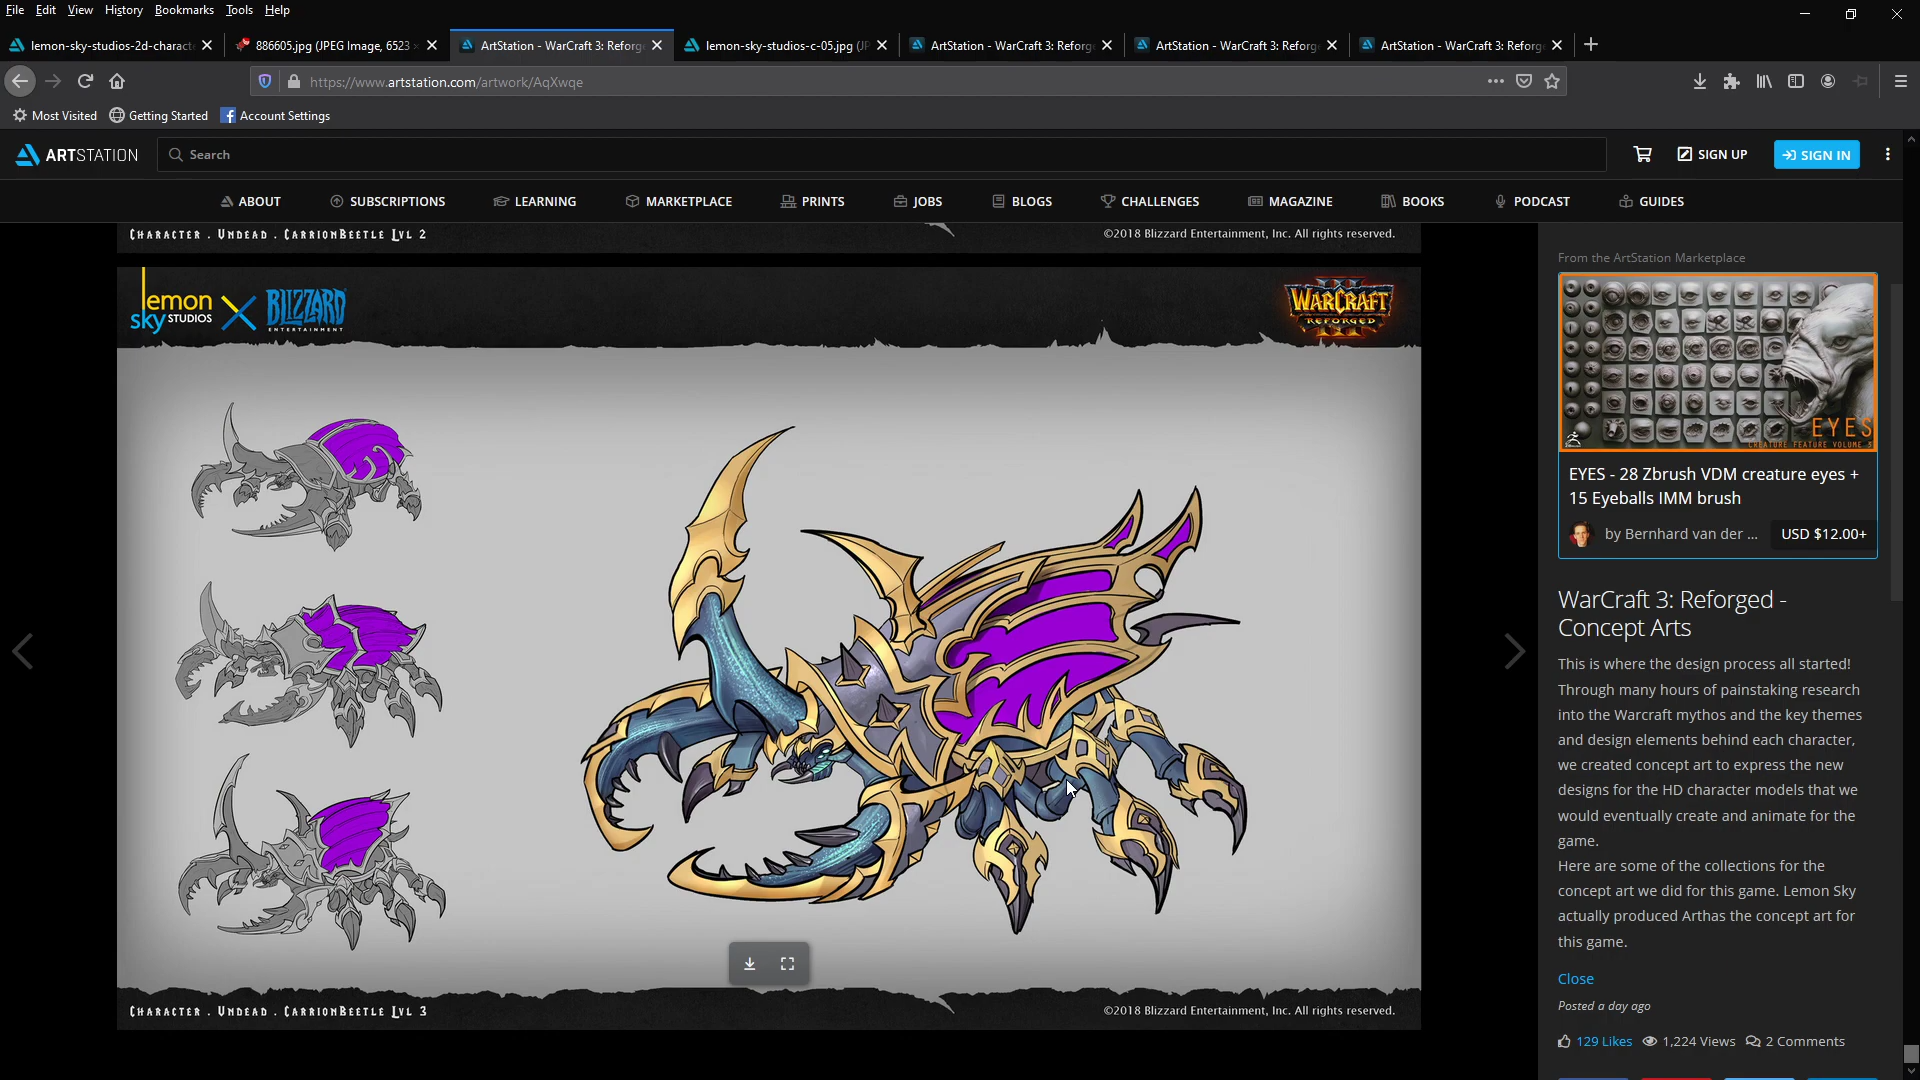 File Edit View History Bookmarks Tools Help
lemon-sky-studios-2d-charact
886605.jpg (JPEG Image, 6523
ArtStation - WarCraft 3: Reforge
lemon-sky-studios-c-05.jpg (JP
ArtStation - WarCraft 3: Reforg
ArtStation - WarCraft 3: Reforg
ArtStation - WarCraft 3: Reforg
https://www.artstation.com/artwork/AqXwqe
Most Visited Getting Started Account Settings
ARTSTATION Search SIGN UP SIGN IN
ABOUT SUBSCRIPTIONS LEARNING MARKETPLACE PRINTS JOBS BLOGS CHALLENGES MAGAZINE BOOKS PODCAST GUIDES
Character . Undead . CarrionBeetle Lvl 2
©2018 Blizzard Entertainment, Inc. All rights reserved.
lemon
sky STUDIOS
BLIZZARD
ENTERTAINMENT
WARCRAFT
III
REFORGED
Character . Undead . CarrionBeetle Lvl 3
©2018 Blizzard Entertainment, Inc. All rights reserved.
From the ArtStation Marketplace
EYES
CREATURE FEATURE VOLUME 3
EYES - 28 Zbrush VDM creature eyes +
15 Eyeballs IMM brush
by Bernhard van der ... USD $12.00+
WarCraft 3: Reforged -
Concept Arts
This is where the design process all started!
Through many hours of painstaking research
into the Warcraft mythos and the key themes
and design elements behind each character,
we created concept art to express the new
designs for the HD character models that we
would eventually create and animate for the
game.
Here are some of the collections for the
concept art we did for this game. Lemon Sky
actually produced Arthas the concept art for
this game.
Close
Posted a day ago
129 Likes 1,224 Views 2 Comments